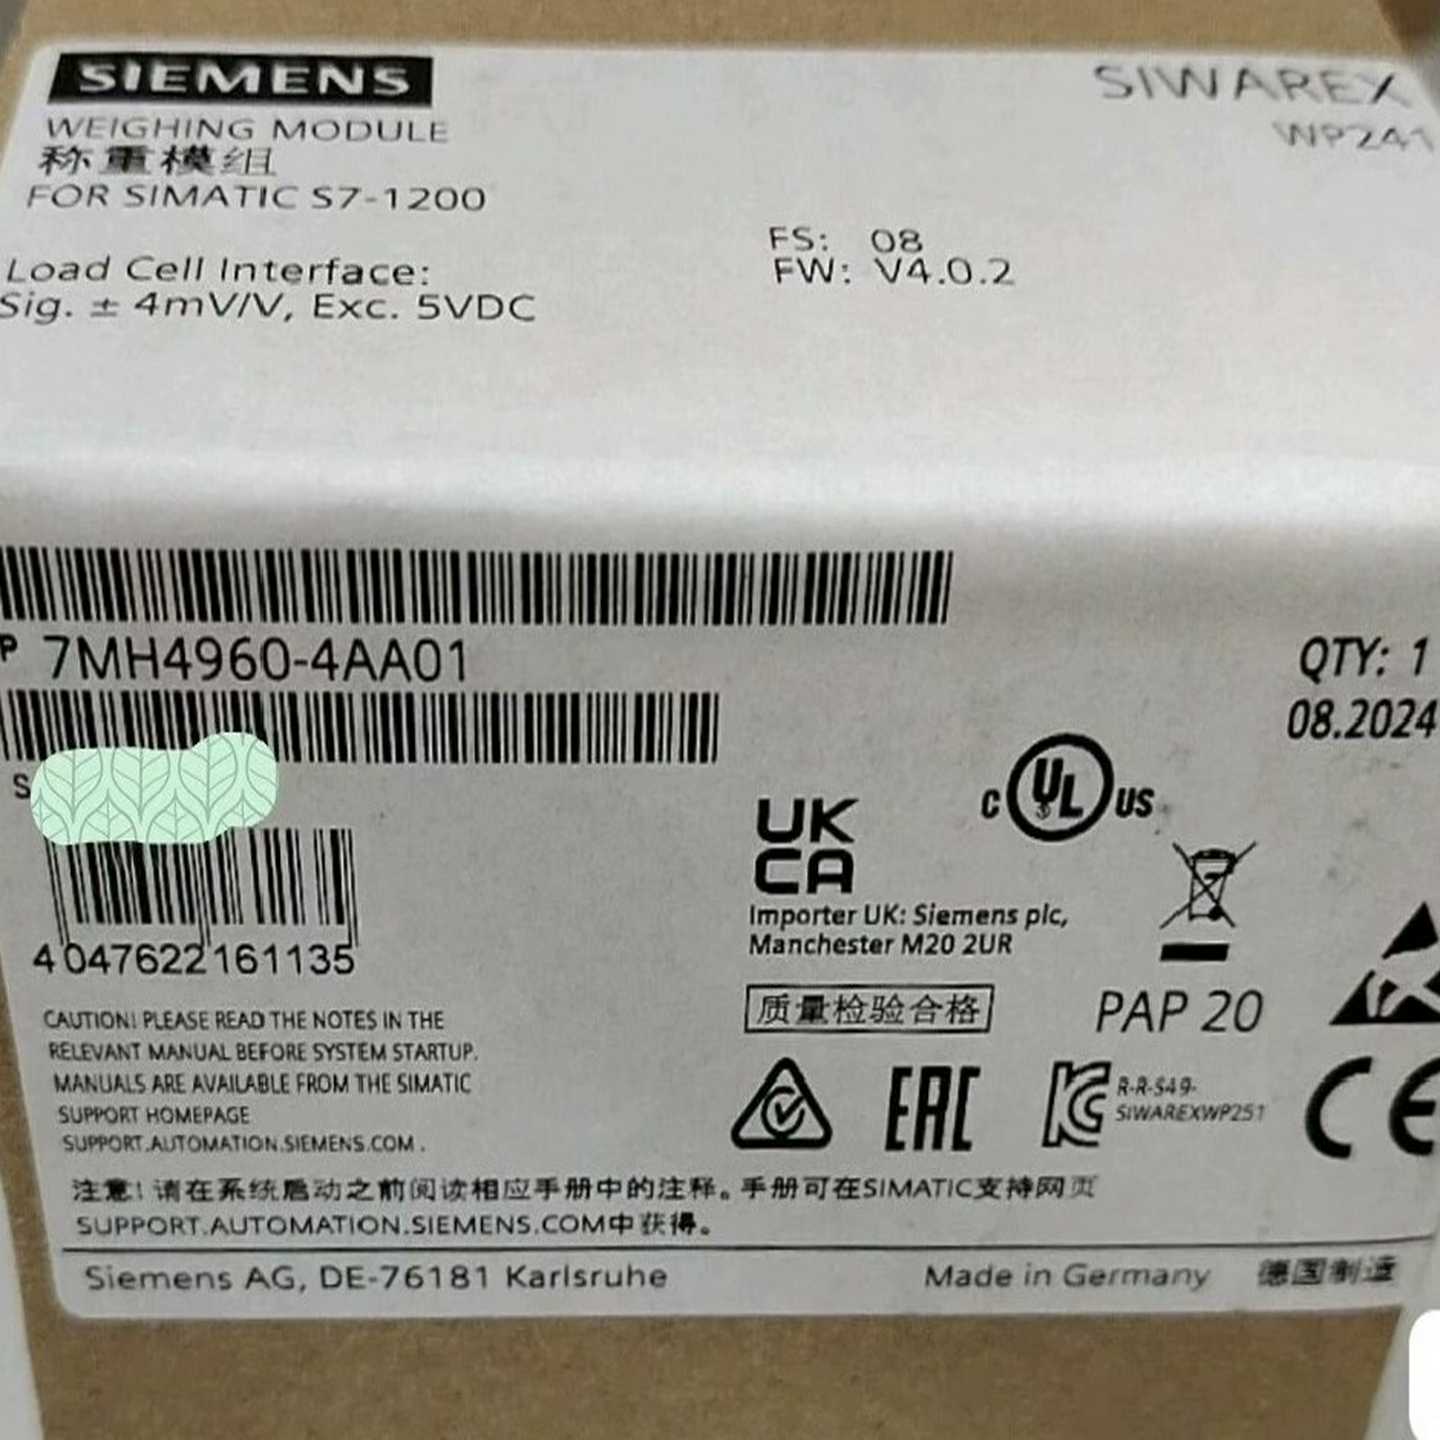 SIEMENS
SIWAREX
WP241
WEIGHING MODULE
称重模组
FOR SIMATIC S7-1200
Load Cell Interface:
Sig. ± 4mV/V, Exc. 5VDC
FS: 08
FW: V4.0.2
P 7MH4960-4AA01
QTY: 1
08.2024
S
4 047622 161135
C UL US
UK
CA
Importer UK: Siemens plc,
Manchester M20 2UR
质量检验合格
PAP 20
CAUTION! PLEASE READ THE NOTES IN THE
RELEVANT MANUAL BEFORE SYSTEM STARTUP.
MANUALS ARE AVAILABLE FROM THE SIMATIC
SUPPORT HOMEPAGE
SUPPORT.AUTOMATION.SIEMENS.COM .
EAC
R-R-S49-
SIWAREXWP251
CE
注意! 请在系统启动之前阅读相应手册中的注释。手册可在SIMATIC支持网页
SUPPORT.AUTOMATION.SIEMENS.COM中获得。
Siemens AG, DE-76181 Karlsruhe
Made in Germany 德国制造